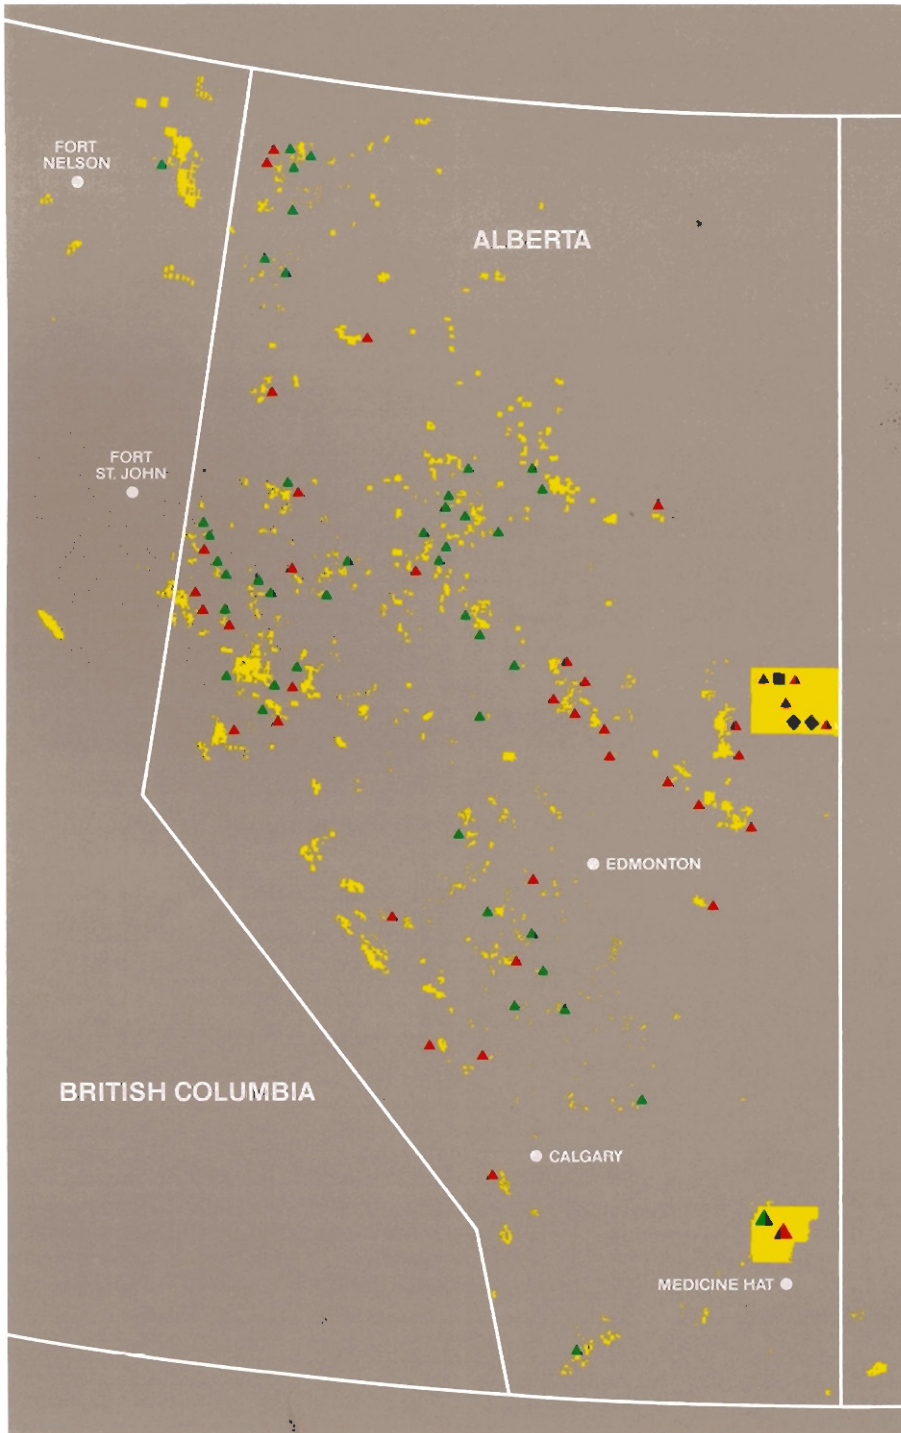 FORT
NELSON
ALBERTA
FORT
ST. JOHN
EDMONTON
BRITISH COLUMBIA
CALGARY
MEDICINE HAT